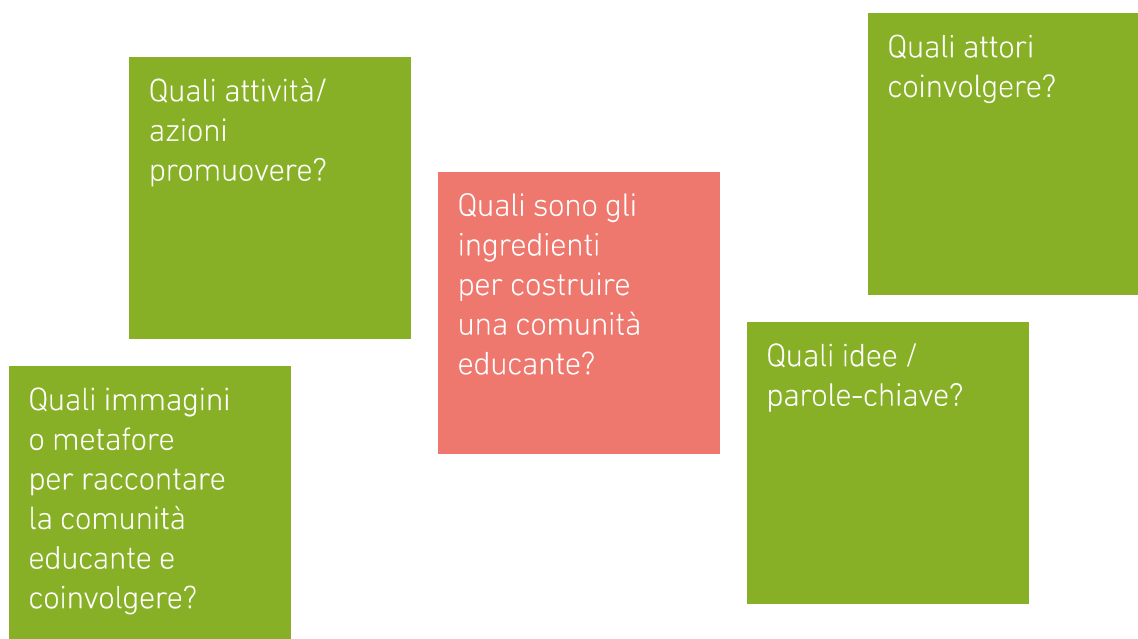 Quali attività/
azioni
promuovere?
Quali attori
coinvolgere?
Quali sono gli
ingredienti
per costruire
una comunità
educante?
Quali idee /
parole-chiave?
Quali immagini
o metafore
per raccontare
la comunità
educante e
coinvolgere?